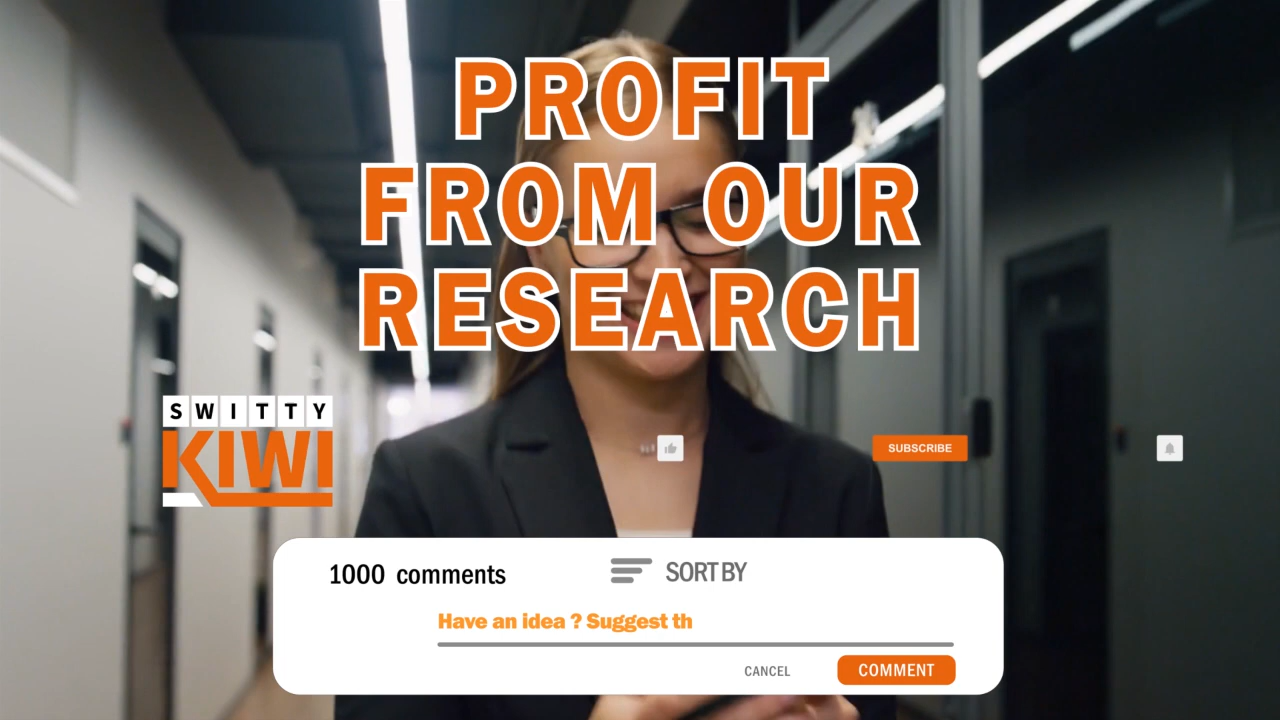 PROFIT
FROM OUR
RESEARCH
SWITTY
KIWI
SUBSCRIBE
1000 comments
SORT BY
Have an idea ? Suggest th
CANCEL
COMMENT